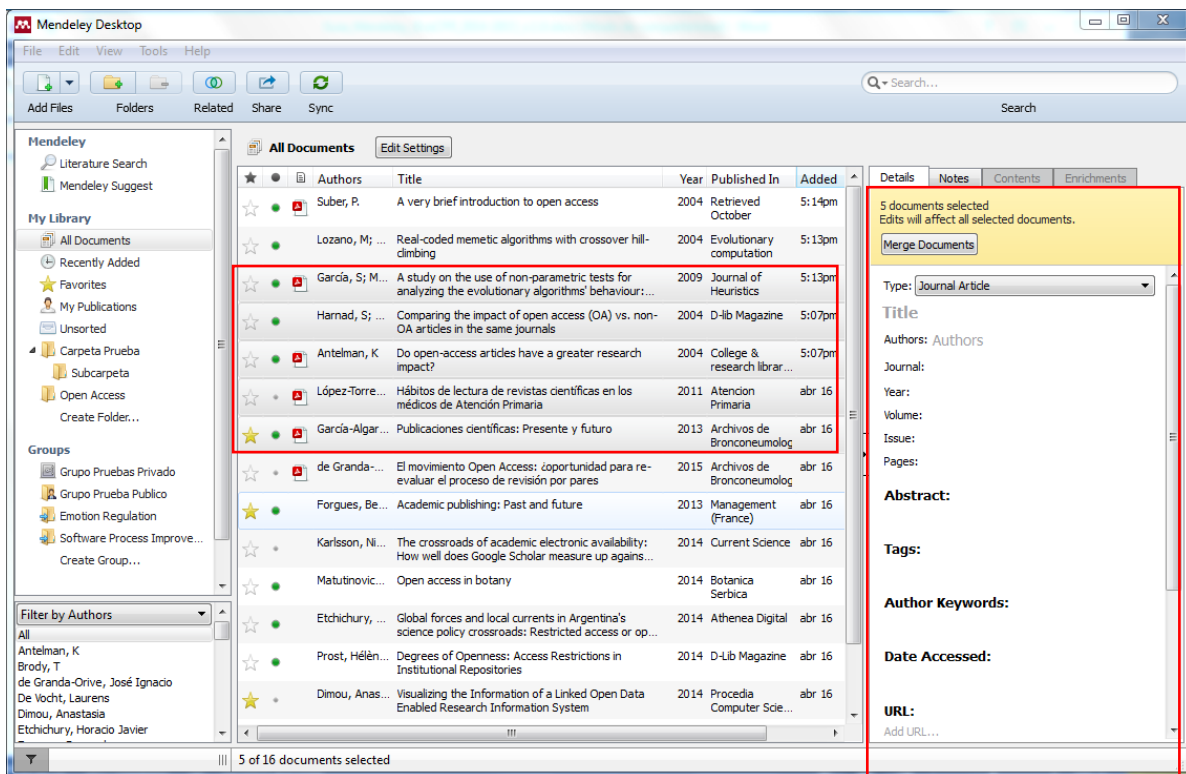 Mendeley Desktop
File Edit View Tools Help
Add Files Folders Related Share Sync
Search...
Search
Mendeley
Literature Search
Mendeley Suggest
My Library
All Documents
Recently Added
Favorites
My Publications
Unsorted
Carpeta Prueba
Subcarpeta
Open Access
Create Folder...
Groups
Grupo Pruebas Privado
Grupo Prueba Publico
Emotion Regulation
Software Process Improve...
Create Group...
Filter by Authors
All
Antelman, K
Brody, T
de Granda-Orive, José Ignacio
De Vocht, Laurens
Dimou, Anastasia
Etchichury, Horacio Javier
All Documents Edit Settings
Authors Title Year Published In Added
Suber, P. A very brief introduction to open access 2004 Retrieved 5:14pm
October
Lozano, M; ... Real-coded memetic algorithms with crossover hill- 2004 Evolutionary 5:13pm
climbing computation
García, S; M... A study on the use of non-parametric tests for 2009 Journal of 5:13pm
analyzing the evolutionary algorithms' behaviour:... Heuristics
Harnad, S; ... Comparing the impact of open access (OA) vs. non- 2004 D-lib Magazine 5:07pm
OA articles in the same journals
Antelman, K Do open-access articles have a greater research 2004 College & 5:07pm
impact? research librar...
López-Torre... Hábitos de lectura de revistas científicas en los 2011 Atencion abr 16
médicos de Atención Primaria Primaria
García-Algar... Publicaciones científicas: Presente y futuro 2013 Archivos de abr 16
Bronconeumolog
de Granda-... El movimiento Open Access: ¿oportunidad para re- 2015 Archivos de abr 16
evaluar el proceso de revisión por pares Bronconeumolog
Forgues, Be... Academic publishing: Past and future 2013 Management abr 16
(France)
Karlsson, Ni... The crossroads of academic electronic availability: 2014 Current Science abr 16
How well does Google Scholar measure up agains...
Matutinovic... Open access in botany 2014 Botanica abr 16
Serbica
Etchichury, ... Global forces and local currents in Argentina's 2014 Athenea Digital abr 16
science policy crossroads: Restricted access or op...
Prost, Hélèn... Degrees of Openness: Access Restrictions in 2014 D-Lib Magazine abr 16
Institutional Repositories
Dimou, Anas... Visualizing the Information of a Linked Open Data 2014 Procedia abr 16
Enabled Research Information System Computer Scie...
Details Notes Contents Enrichments
5 documents selected
Edits will affect all selected documents.
Merge Documents
Type: Journal Article
Title
Authors: Authors
Journal:
Year:
Volume:
Issue:
Pages:
Abstract:
Tags:
Author Keywords:
Date Accessed:
URL:
Add URL...
5 of 16 documents selected